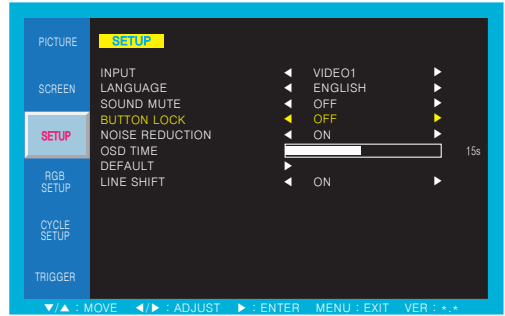 PICTURE
SCREEN
SETUP
RGB
SETUP
CYCLE
SETUP
TRIGGER
SETUP
INPUT ◀ VIDEO1 ▶
LANGUAGE ◀ ENGLISH ▶
SOUND MUTE ◀ OFF ▶
BUTTON LOCK ◀ OFF ▶
NOISE REDUCTION ◀ ON ▶
OSD TIME 15s
DEFAULT ▶
LINE SHIFT ◀ ON ▶
▼/▲ : MOVE ◀/▶ : ADJUST ▶ : ENTER MENU : EXIT VER : *.*